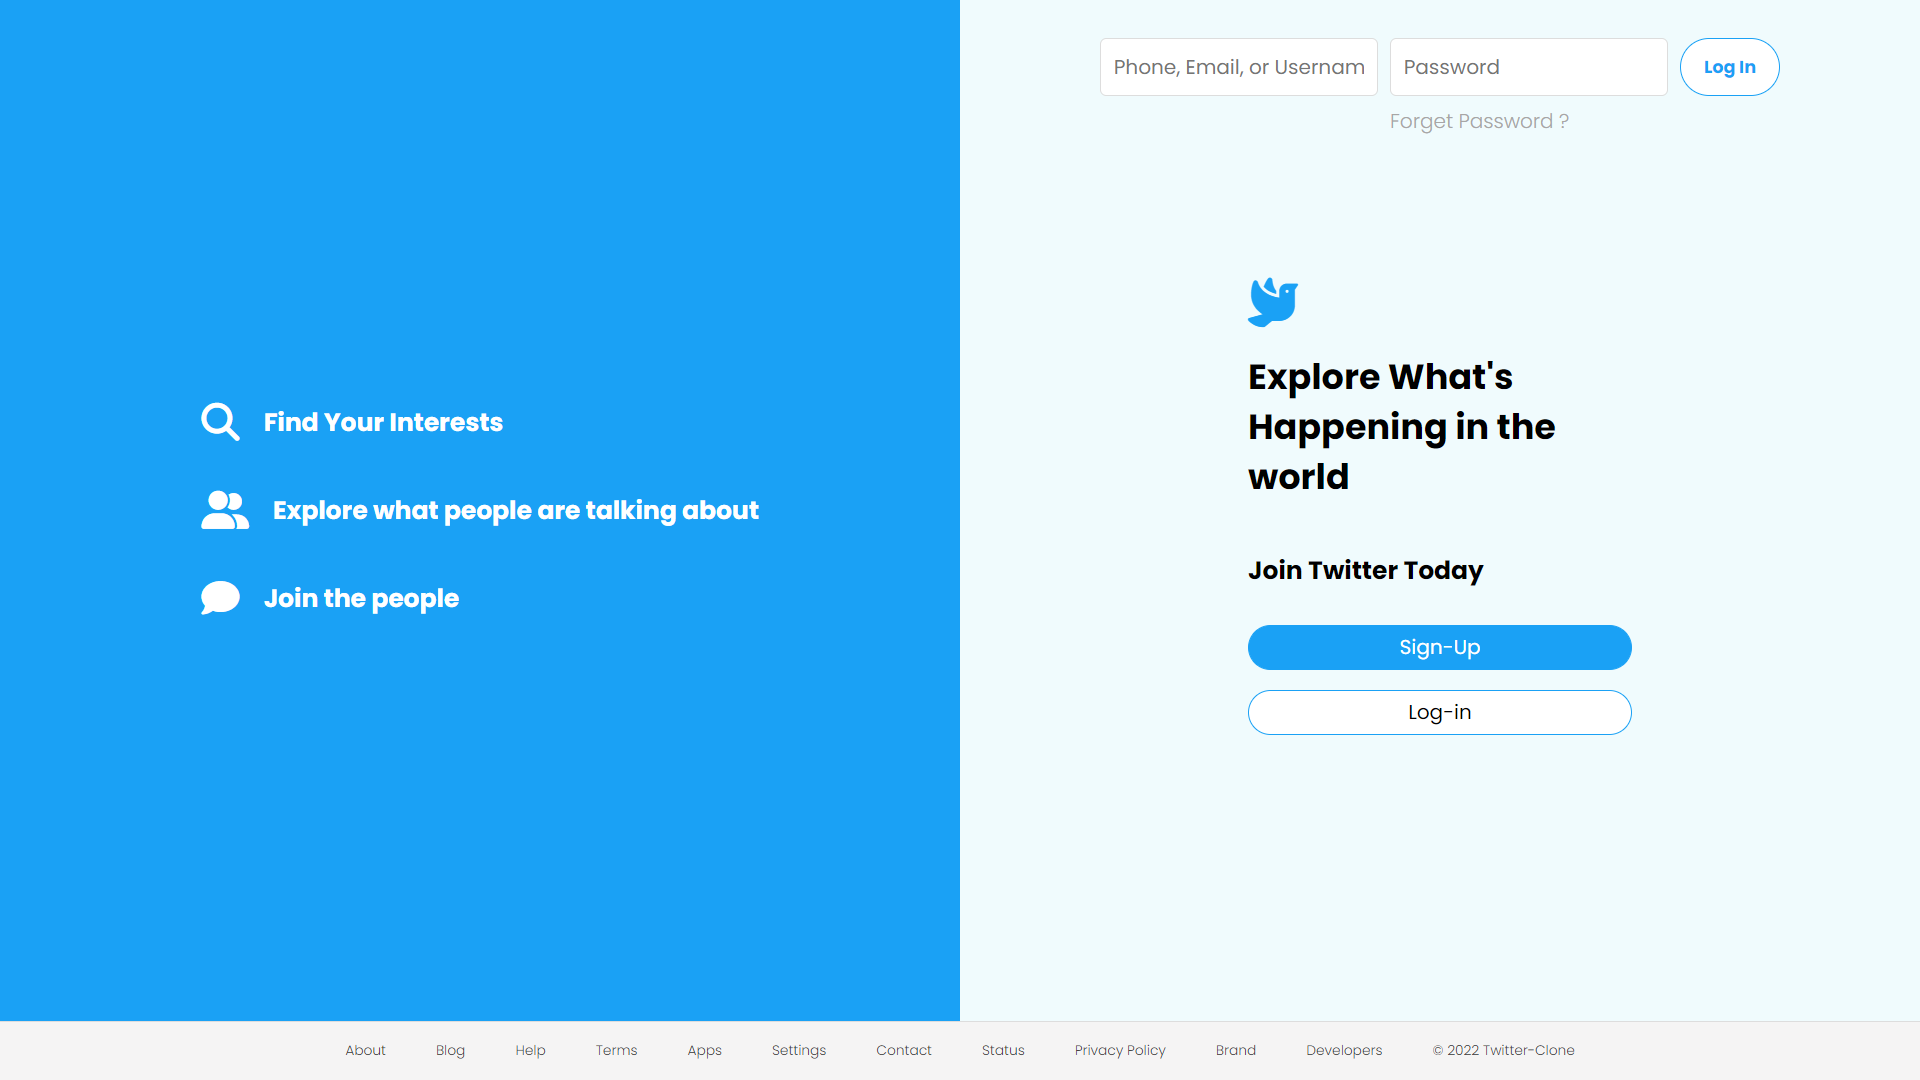 Find Your Interests
Explore what people are talking about
Join the people
Phone, Email, or Usernam
Password
Log In
Forget Password ?
Explore What's
Happening in the
world
Join Twitter Today
Sign-Up
Log-in
About Blog Help Terms Apps Settings Contact Status Privacy Policy Brand Developers © 2022 Twitter-Clone